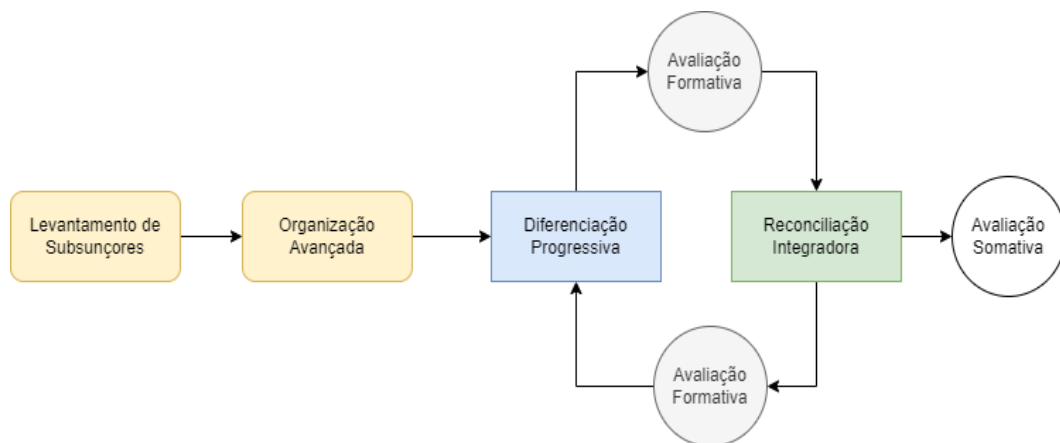 Levantamento de
Subsunçores
Organização
Avançada
Diferenciação
Progressiva
Avaliação
Formativa
Reconciliação
Integradora
Avaliação
Formativa
Avaliação
Somativa